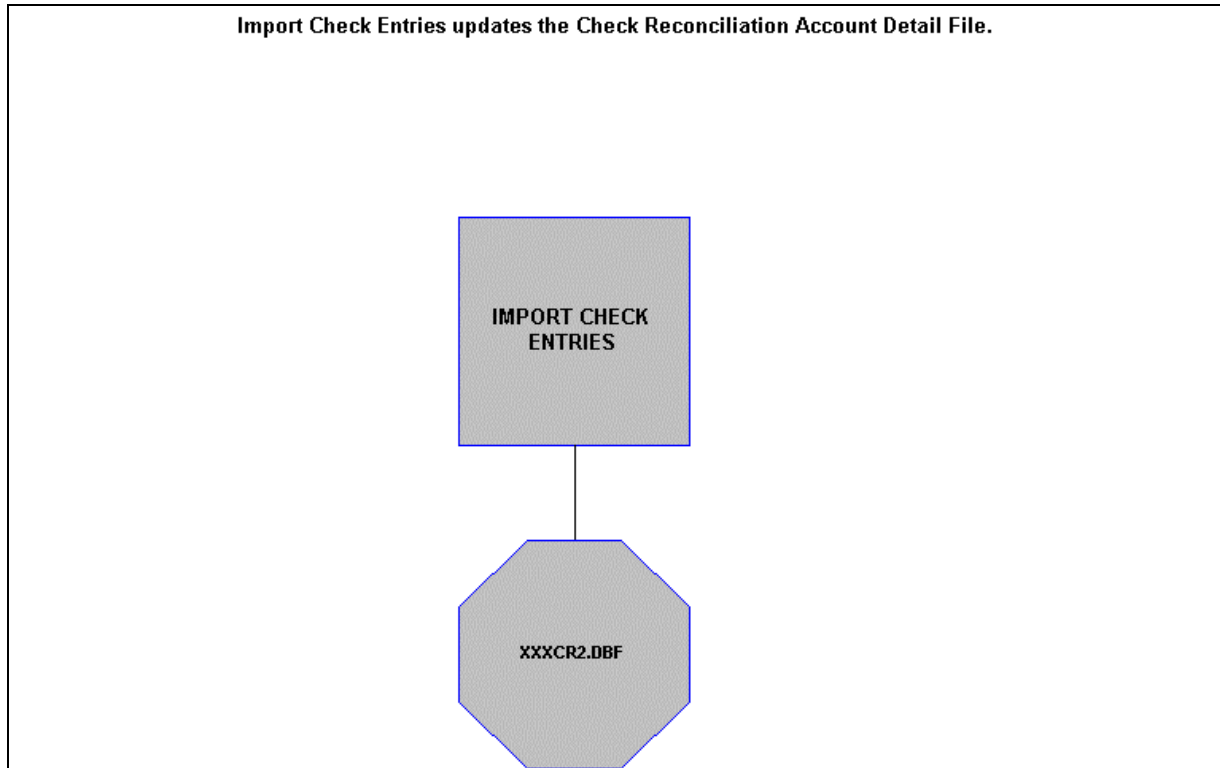 Import Check Entries updates the Check Reconciliation Account Detail File.
IMPORT CHECK
ENTRIES
XXXCR2.DBF